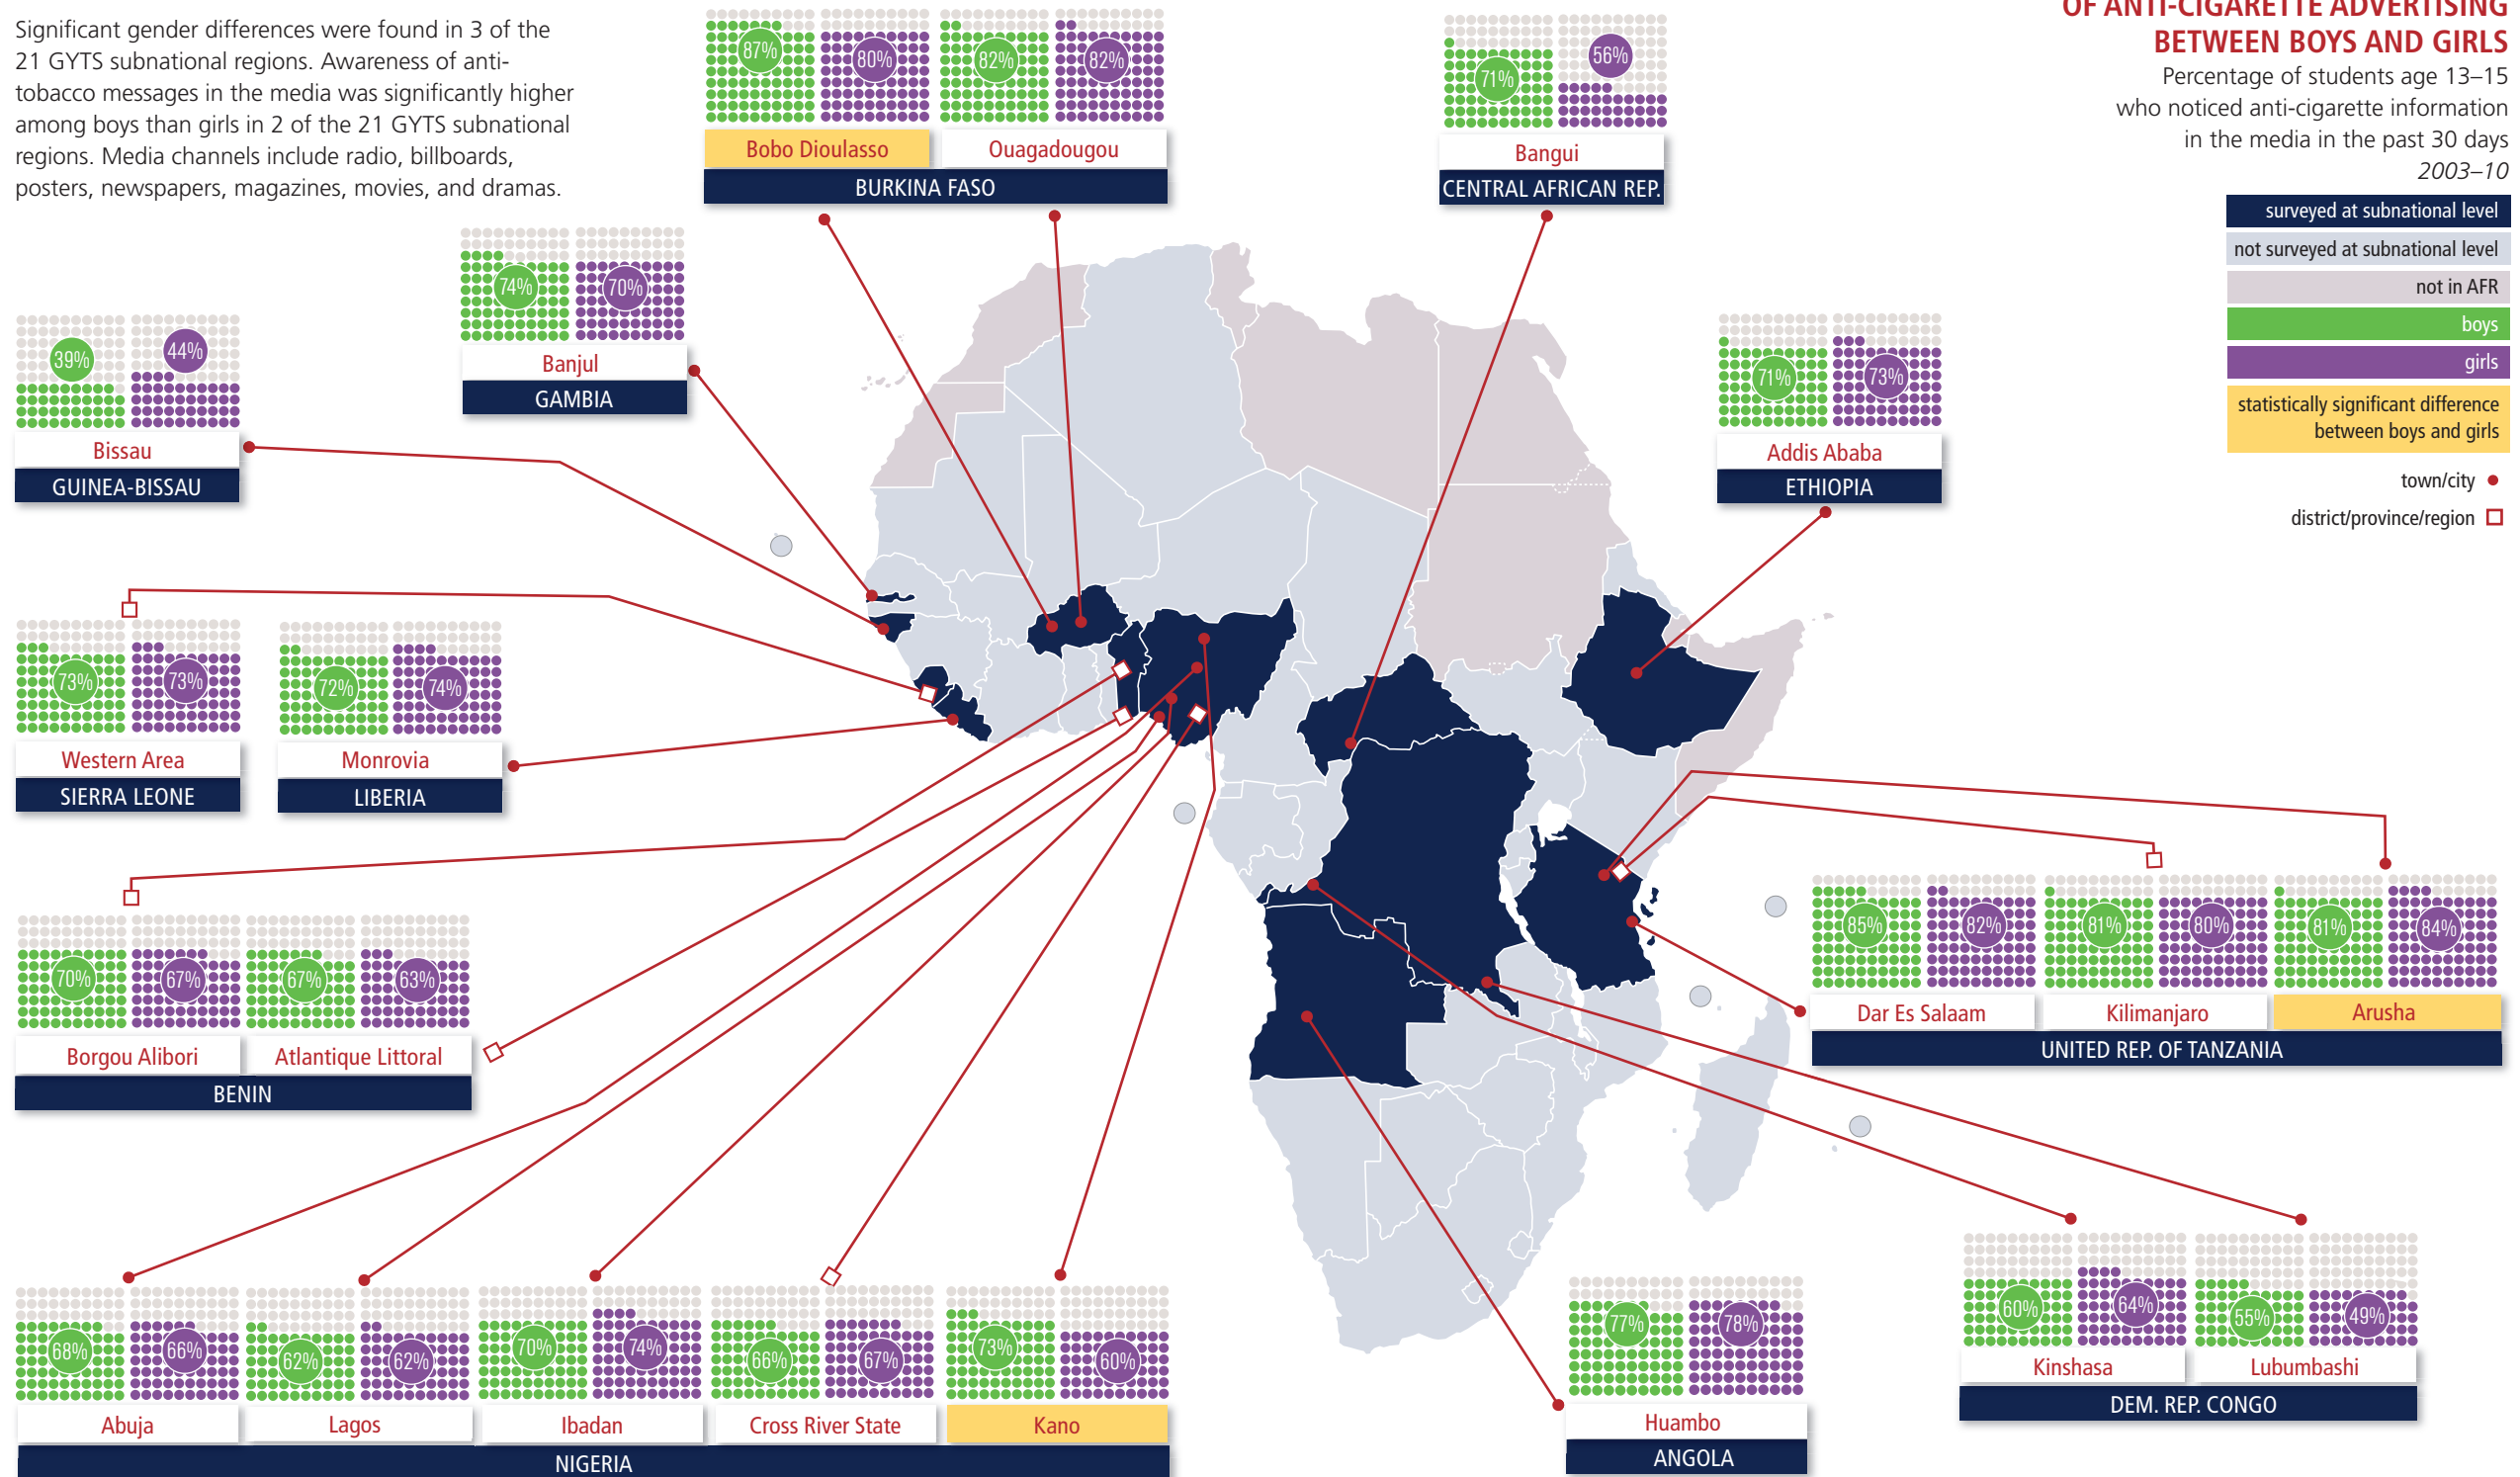 Significant gender differences were found in 3 of the
21 GYTS subnational regions. Awareness of anti-
tobacco messages in the media was significantly higher
among boys than girls in 2 of the 21 GYTS subnational
regions. Media channels include radio, billboards,
posters, newspapers, magazines, movies, and dramas.
OF ANTI-CIGARETTE ADVERTISING
BETWEEN BOYS AND GIRLS
Percentage of students age 13–15
who noticed anti-cigarette information
in the media in the past 30 days
2003–10
surveyed at subnational level
not surveyed at subnational level
not in AFR
boys
girls
statistically significant difference
between boys and girls
town/city
district/province/region
87% 80% 82% 82%
Bobo Dioulasso Ouagadougou
BURKINA FASO
71% 56%
Bangui
CENTRAL AFRICAN REP.
74% 70%
Banjul
GAMBIA
39% 44%
Bissau
GUINEA-BISSAU
71% 73%
Addis Ababa
ETHIOPIA
73% 73%
Western Area
SIERRA LEONE
72% 74%
Monrovia
LIBERIA
70% 67% 67% 63%
Borgou Alibori Atlantique Littoral
BENIN
85% 82% 81% 80% 81% 84%
Dar Es Salaam Kilimanjaro Arusha
UNITED REP. OF TANZANIA
68% 66% 62% 62% 70% 74% 66% 67% 73% 60%
Abuja Lagos Ibadan Cross River State Kano
NIGERIA
77% 78%
Huambo
ANGOLA
60% 64% 55% 49%
Kinshasa Lubumbashi
DEM. REP. CONGO